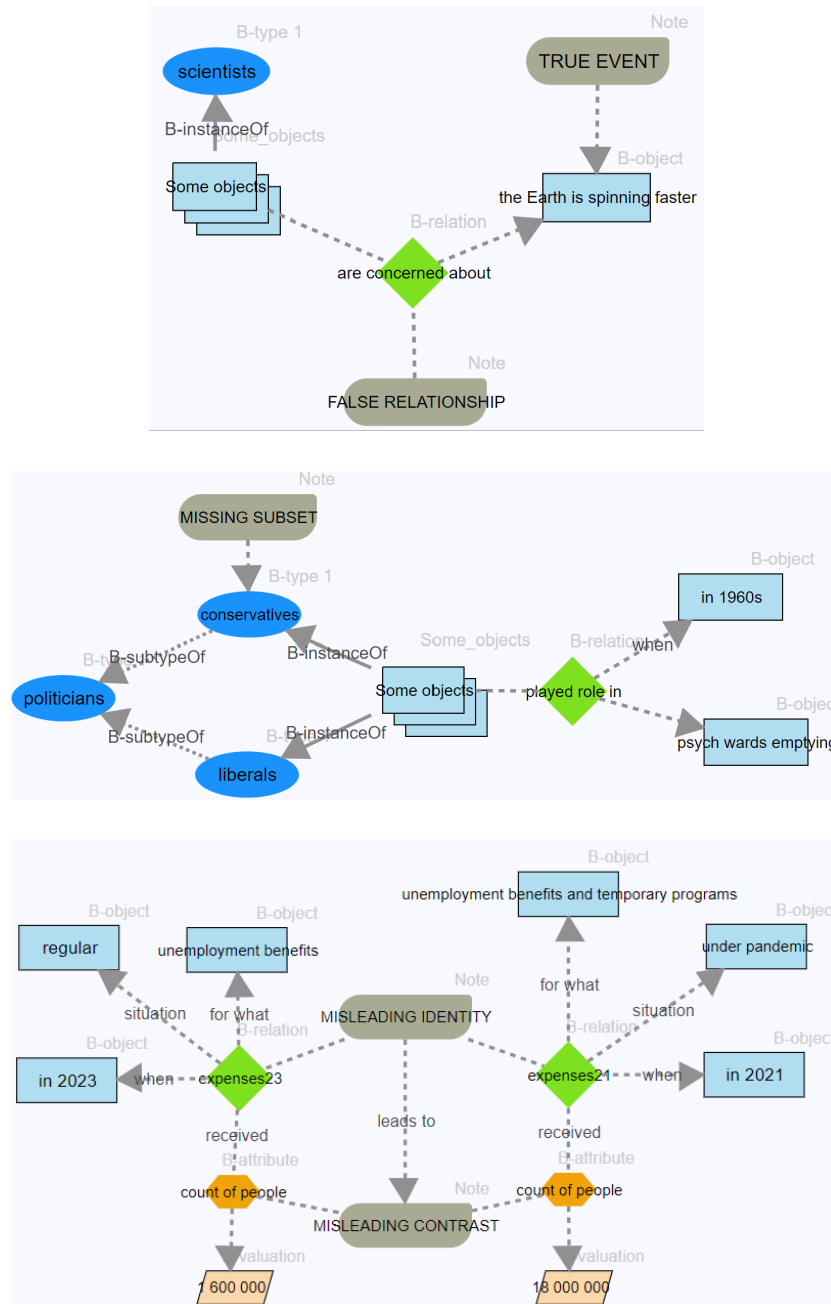 B-type 1
Note
scientists
TRUE EVENT
B-instanceOf
Some_objects
B-object
Some objects
the Earth is spinning faster
B-relation
are concerned about
Note
FALSE RELATIONSHIP
Note
MISSING SUBSET
B-object
B-type 1
in 1960s
conservatives
Some_objects
B-relation
when
B-instanceOf
B-subtypeOf
politicians
Some objects
played role in
B-object
B-instanceOf
B-subtypeOf
psych wards emptying
liberals
B-object
unemployment benefits and temporary programs
B-object
B-object
B-object
regular
unemployment benefits
under pandemic
Note
for what
situation
for what
MISLEADING IDENTITY
situation
B-relation
B-relation
B-object
B-object
in 2023
when
expenses23
expenses21
when
in 2021
leads to
received
received
B-attribute
B-attribute
count of people
Note
count of people
MISLEADING CONTRAST
valuation
valuation
1 600 000
18 000 000